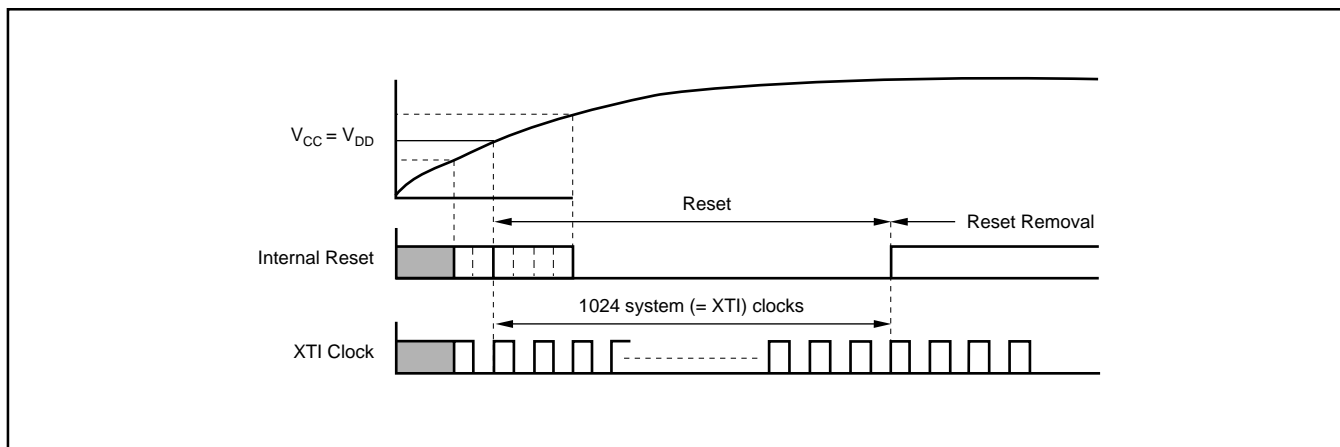 V_CC = V_DD
Reset
Reset Removal
Internal Reset
1024 system (= XTI) clocks
XTI Clock